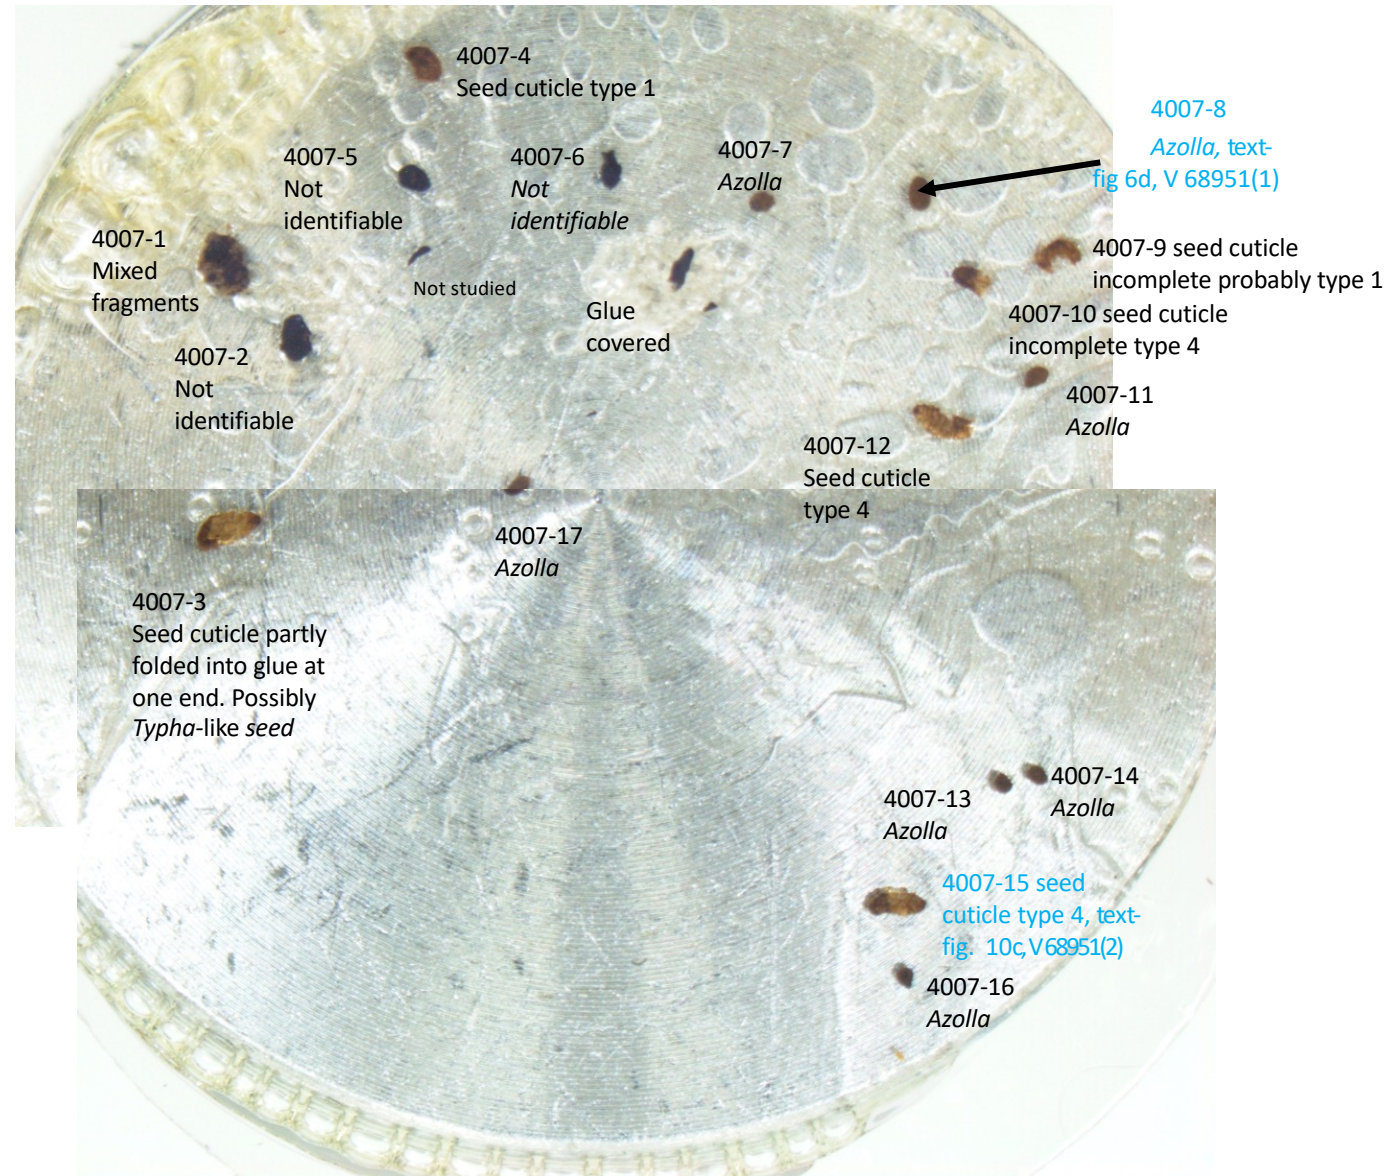 4007-4
Seed cuticle type 1
4007-8
Azolla, text-
fig 6d, V 68951(1)
4007-5
Not
identifiable
4007-6
Not
identifiable
4007-7
Azolla
4007-1
Mixed
fragments
Not studied
Glue
covered
4007-9 seed cuticle
incomplete probably type 1
4007-10 seed cuticle
incomplete type 4
4007-2
Not
identifiable
4007-11
Azolla
4007-12
Seed cuticle
type 4
4007-17
Azolla
4007-3
Seed cuticle partly
folded into glue at
one end. Possibly
Typha-like seed
4007-14
Azolla
4007-13
Azolla
4007-15 seed
cuticle type 4, text-
fig. 10c, V 68951(2)
4007-16
Azolla